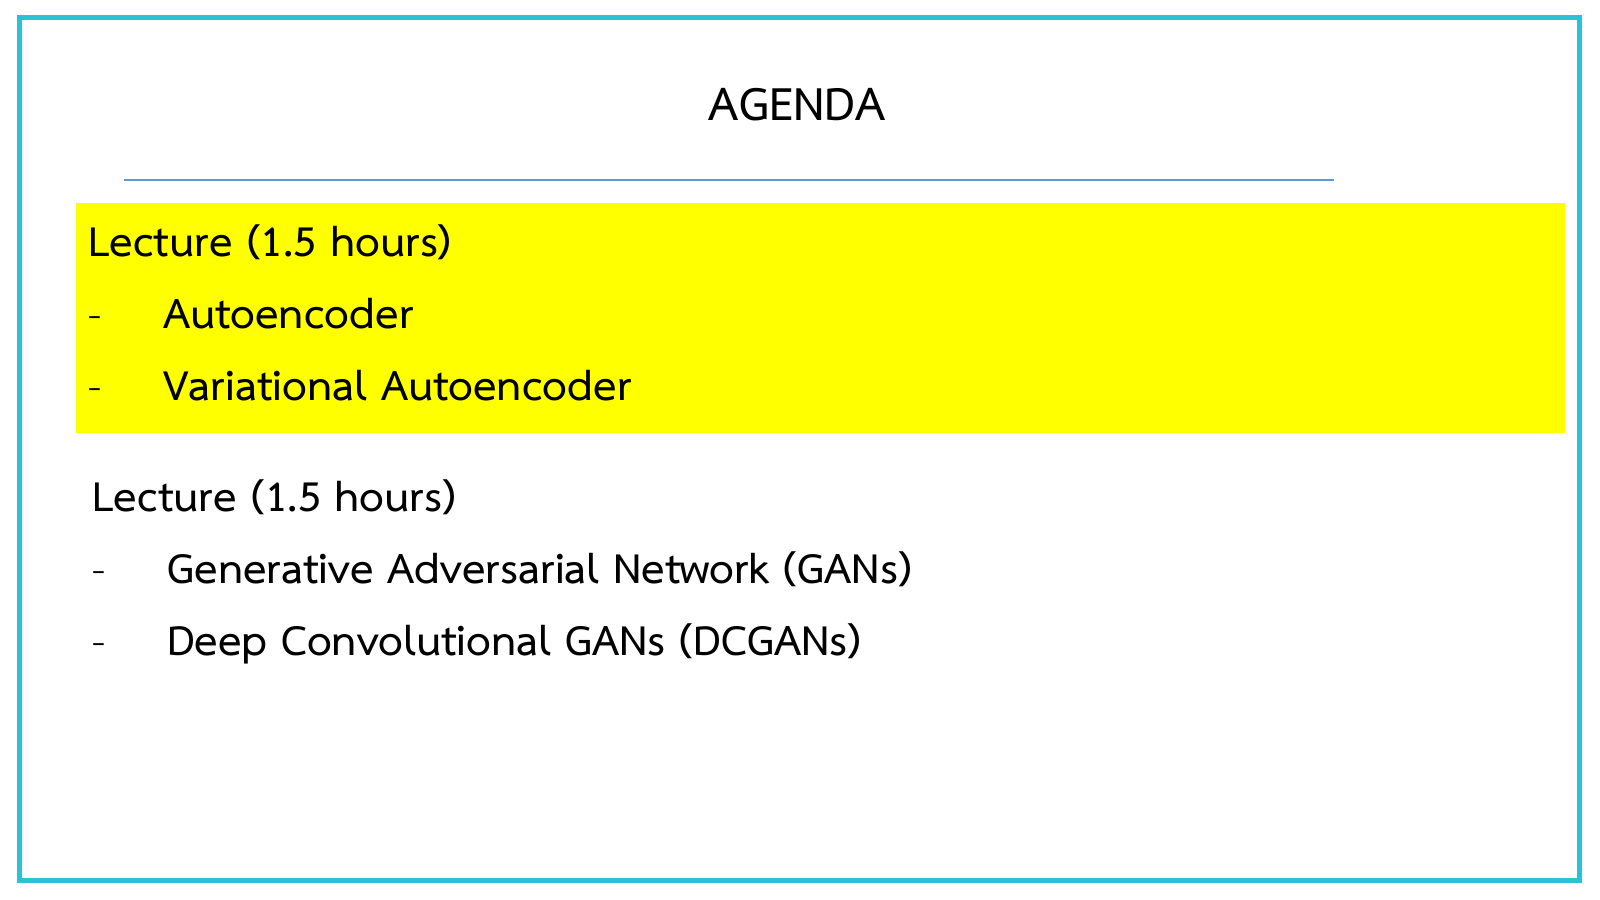 AGENDA
Lecture (1.5 hours)
- Autoencoder
- Variational Autoencoder
Lecture (1.5 hours)
- Generative Adversarial Network (GANs)
- Deep Convolutional GANs (DCGANs)